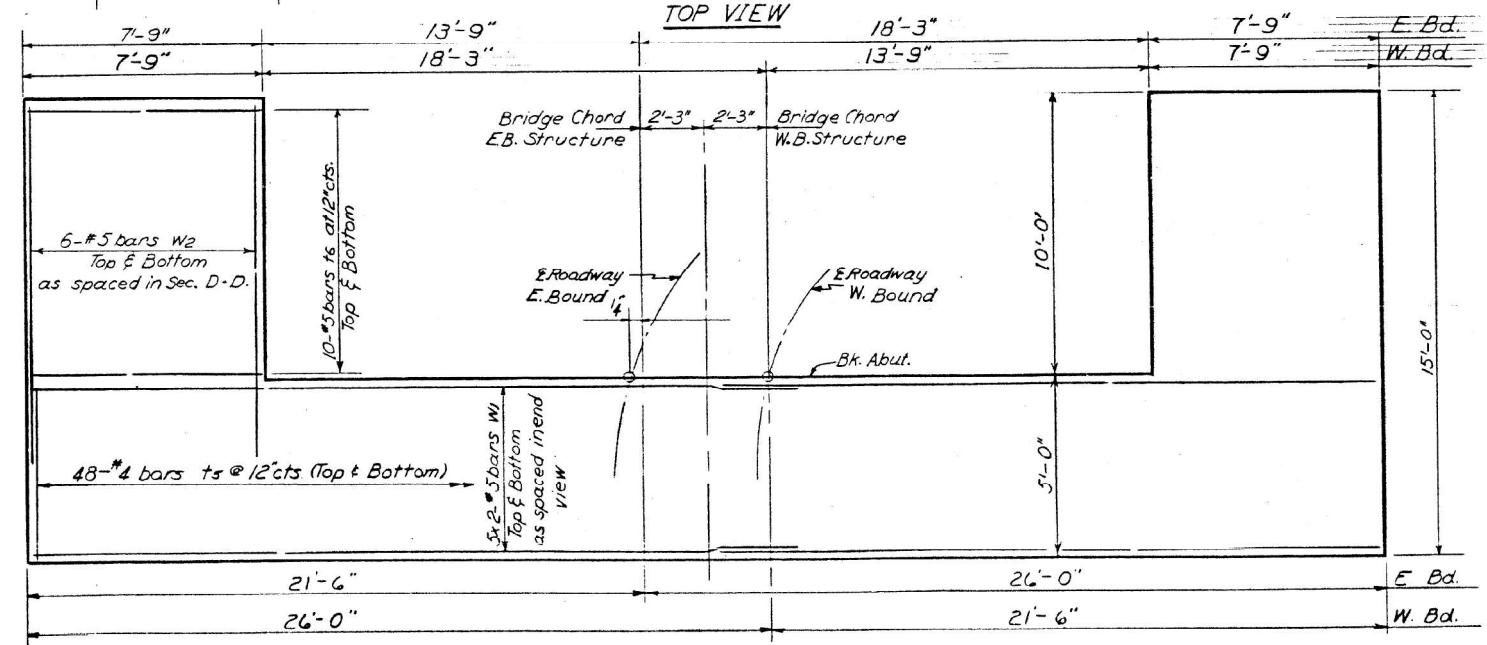 TOP VIEW
7'-9" 13'-9" 18'-3" 7'-9" E. Bd.
7'-9" 18'-3" 13'-9" 7'-9" W. Bd.
Bridge Chord 2'-3" 2'-3" Bridge Chord
E.B. Structure W.B. Structure
10-#5 bars t6 at 12"cts.
Top & Bottom
6-#5 bars W2
Top & Bottom
as spaced in Sec. D-D.
℄ Roadway
E. Bound
1/4"
℄ Roadway
W. Bound
10'-0"
15'-0"
Bk. Abut.
48-#4 bars t5 @ 12"cts. (Top & Bottom)
5x2-#5 bars W1
Top & Bottom
as spaced in end
view
5'-0"
21'-6" 26'-0" E Bd.
26'-0" 21'-6" W. Bd.